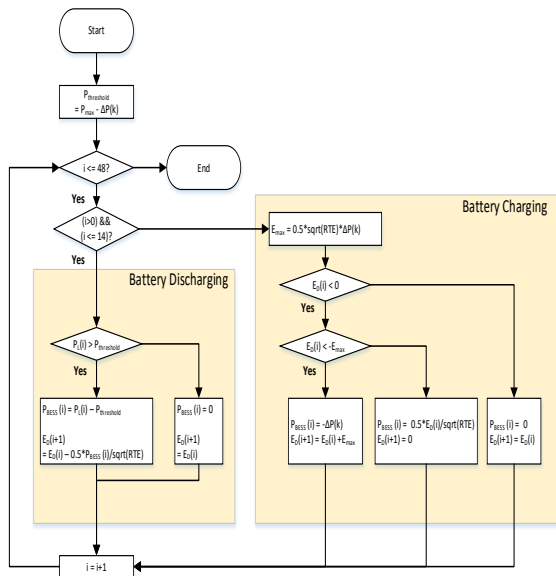 Start
P_threshold
= P_max - ΔP(k)
i <= 48?
End
Yes
(i>0) &&
(i <= 14)?
Yes
Battery Charging
E_max = 0.5*sqrt(RTE)*ΔP(k)
E_D(i) < 0
Yes
E_D(i) < -E_max
Yes
Battery Discharging
P_L(i) > P_threshold
Yes
P_BESS (i) = P_L(i) – P_threshold
E_D(i+1)
= E_D(i) – 0.5*P_BESS (i)/sqrt(RTE)
P_BESS (i) = 0
E_D(i+1)
= E_D(i)
P_BESS (i) = -ΔP(k)
E_D(i+1) = E_D(i) +E_max
P_BESS (i) = 0.5*E_D(i)/sqrt(RTE)
E_D(i+1) = 0
P_BESS (i) = 0
E_D(i+1) = E_D(i)
i = i+1